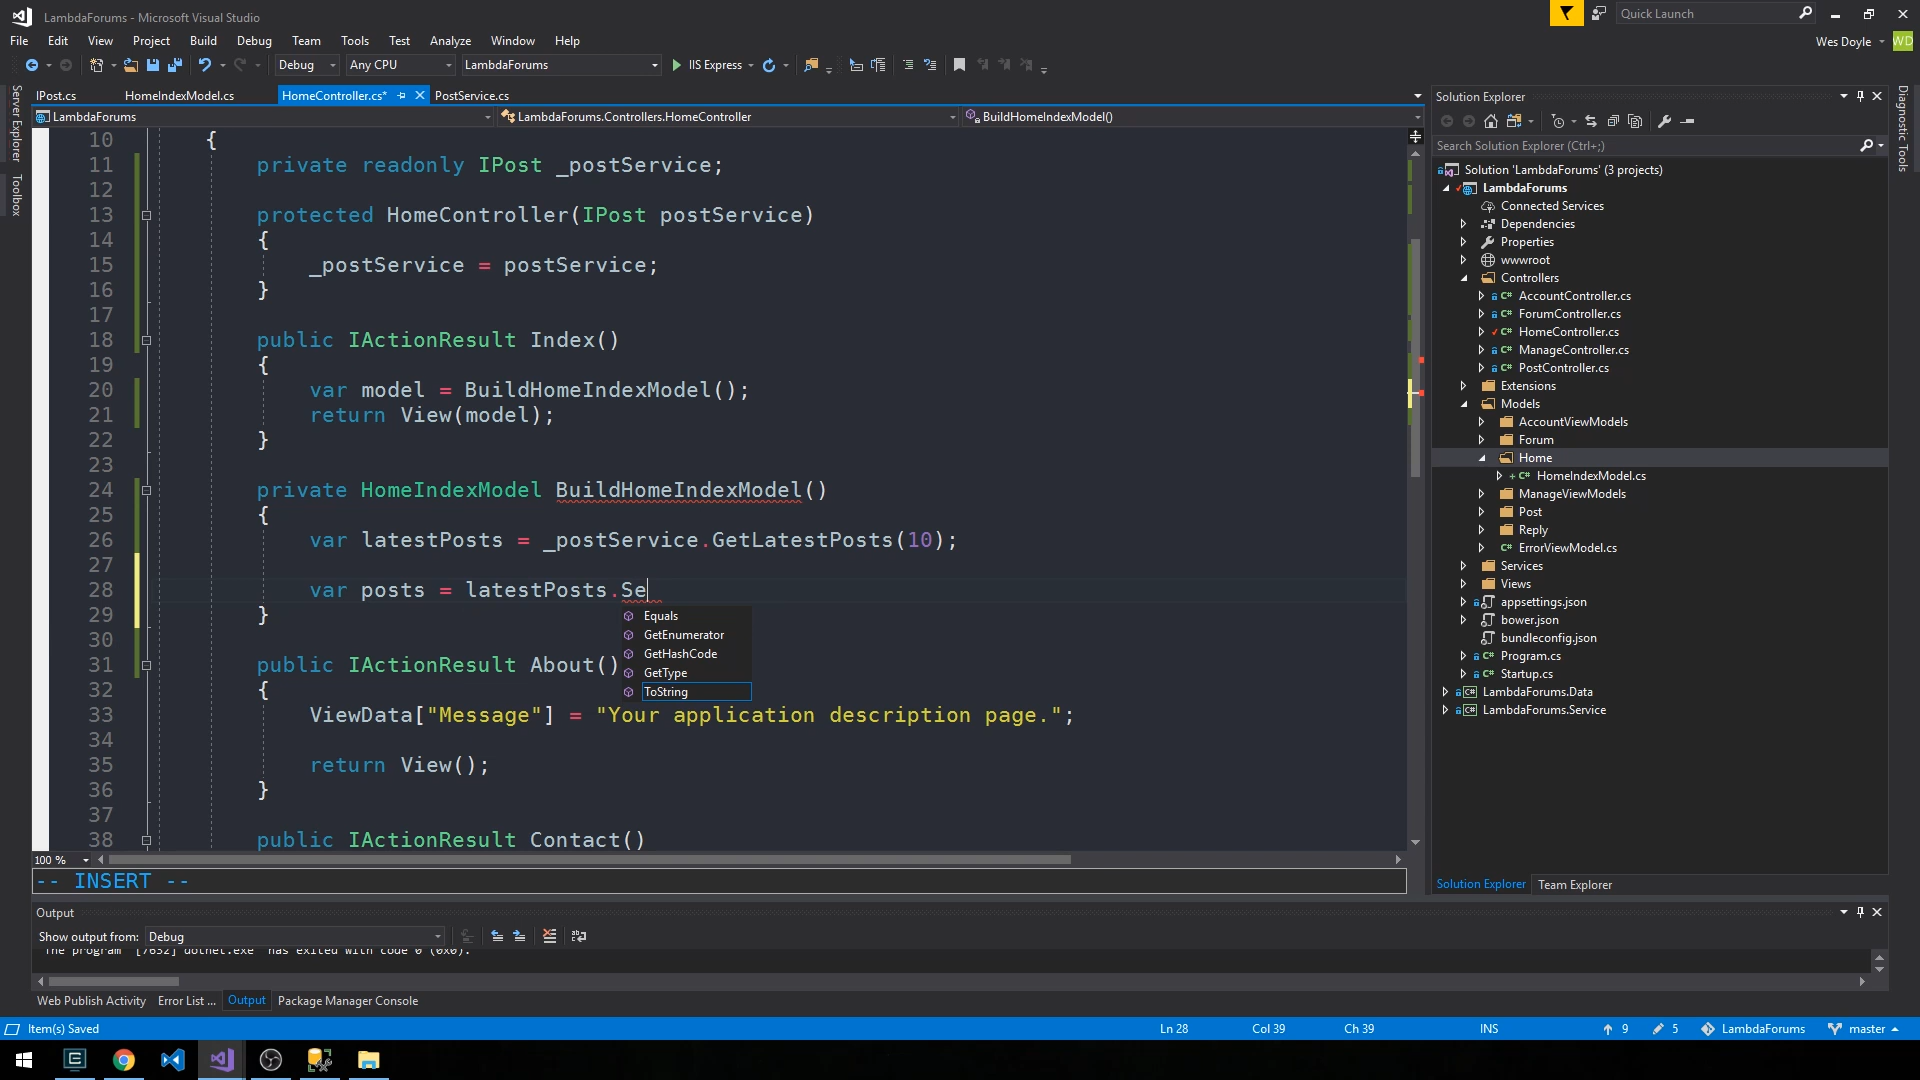 LambdaForums - Microsoft Visual Studio
Quick Launch
File Edit View Project Build Debug Team Tools Test Analyze Window Help
Wes Doyle WD
Debug Any CPU LambdaForums IIS Express
Server Explorer
Toolbox
IPost.cs HomeIndexModel.cs HomeController.cs* PostService.cs
LambdaForums LambdaForums.Controllers.HomeController BuildHomeIndexModel()
10 {
11 private readonly IPost _postService;
12
13 protected HomeController(IPost postService)
14 {
15 _postService = postService;
16 }
17
18 public IActionResult Index()
19 {
20 var model = BuildHomeIndexModel();
21 return View(model);
22 }
23
24 private HomeIndexModel BuildHomeIndexModel()
25 {
26 var latestPosts = _postService.GetLatestPosts(10);
27
28 var posts = latestPosts.Se
29 }
30
31 public IActionResult About()
32 {
33 ViewData["Message"] = "Your application description page.";
34
35 return View();
36 }
37
38 public IActionResult Contact()
Equals
GetEnumerator
GetHashCode
GetType
ToString
100 %
-- INSERT --
Solution Explorer
Search Solution Explorer (Ctrl+;)
Solution 'LambdaForums' (3 projects)
LambdaForums
Connected Services
Dependencies
Properties
wwwroot
Controllers
C# AccountController.cs
C# ForumController.cs
C# HomeController.cs
C# ManageController.cs
C# PostController.cs
Extensions
Models
AccountViewModels
Forum
Home
C# HomeIndexModel.cs
ManageViewModels
Post
Reply
C# ErrorViewModel.cs
Services
Views
appsettings.json
bower.json
bundleconfig.json
C# Program.cs
C# Startup.cs
C# LambdaForums.Data
C# LambdaForums.Service
Solution Explorer Team Explorer
Diagnostic Tools
Output
Show output from: Debug
The program '[7652] dotnet.exe' has exited with code 0 (0x0).
Web Publish Activity Error List ... Output Package Manager Console
Item(s) Saved Ln 28 Col 39 Ch 39 INS 9 5 LambdaForums master